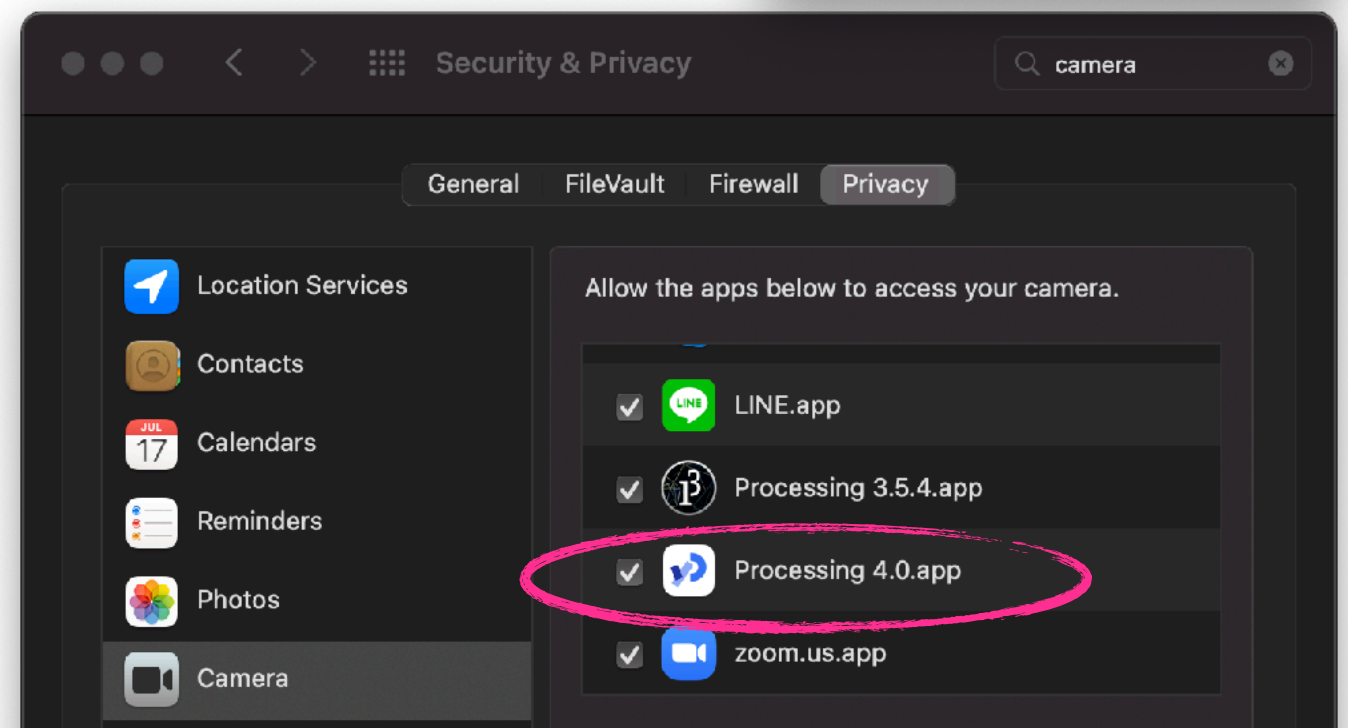 Security & Privacy
camera
General FileVault Firewall Privacy
Location Services
Contacts
JUL
17
Calendars
Reminders
Photos
Camera
Allow the apps below to access your camera.
LINE
LINE.app
Processing 3.5.4.app
Processing 4.0.app
zoom.us.app